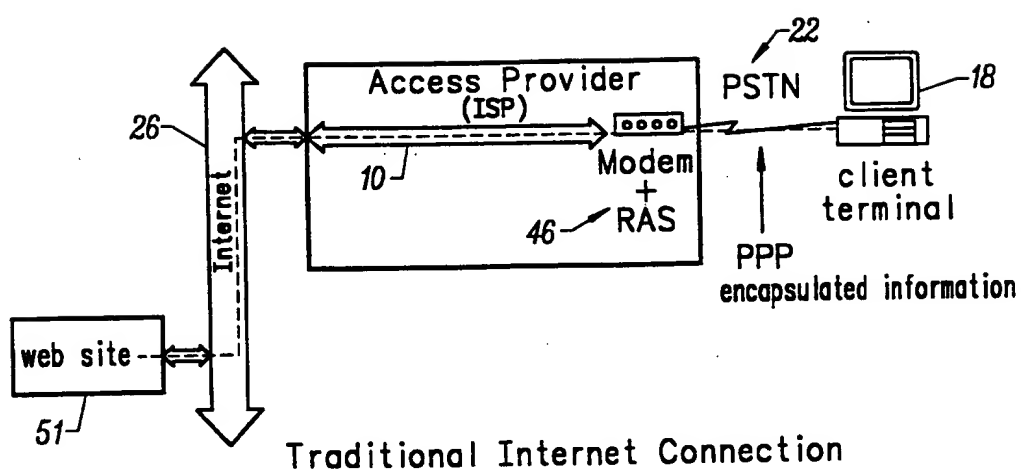 22
Access Provider
(ISP)
PSTN
18
26
10
Modem
+
RAS
46
client
terminal
Internet
PPP
encapsulated information
web site
51
Traditional Internet Connection